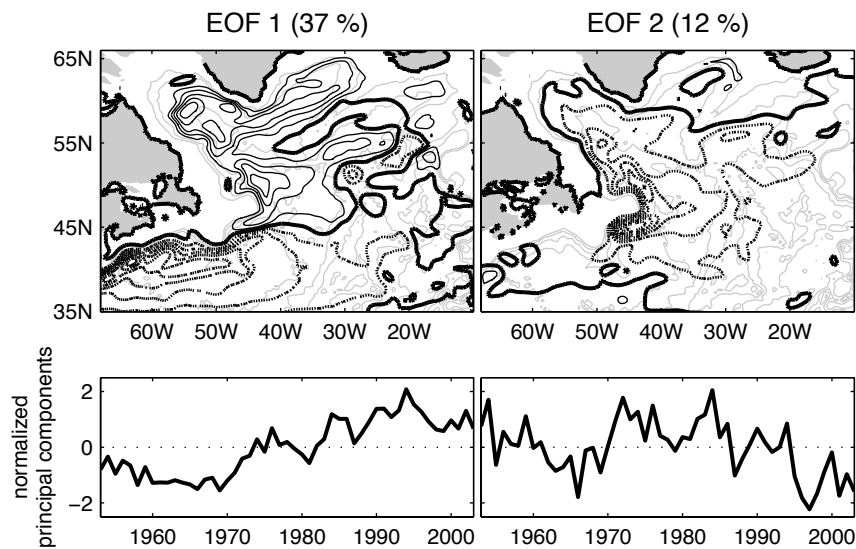 EOF 1 (37 %)
EOF 2 (12 %)
65N
55N
45N
35N
60W 50W 40W 30W 20W
60W 50W 40W 30W 20W
normalized
principal components
2
0
−2
1960 1970 1980 1990 2000
1960 1970 1980 1990 2000